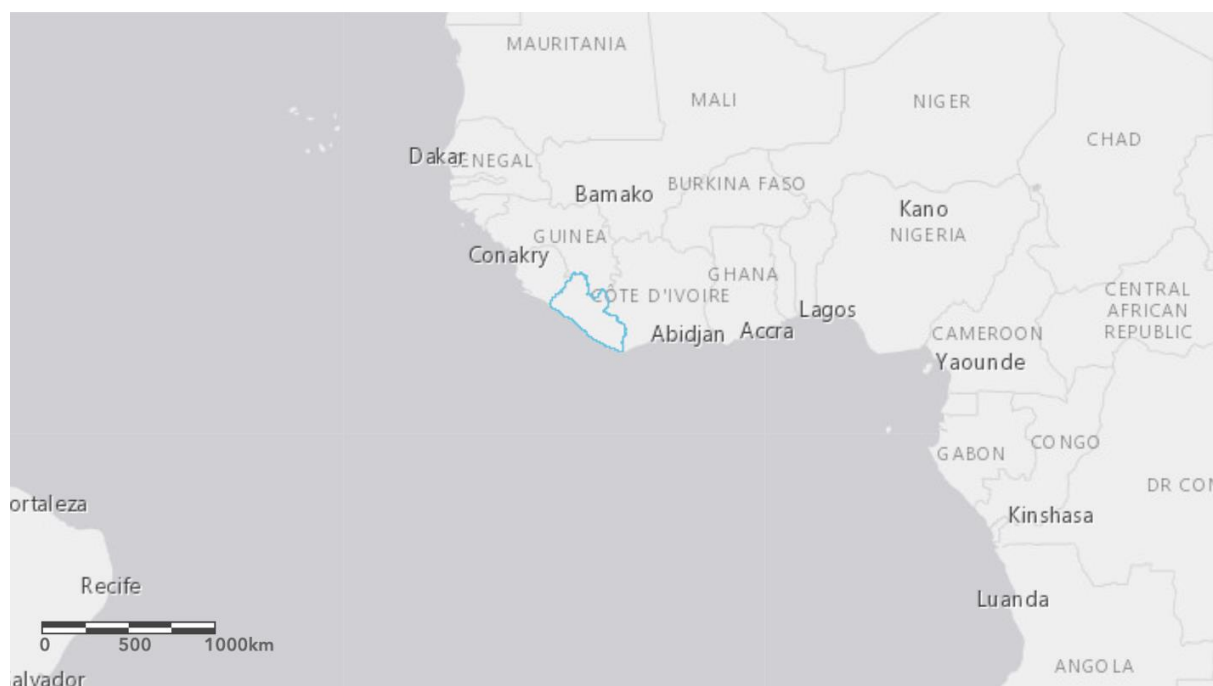 MAURITANIA
MALI
NIGER
CHAD
Dakar
ENEGAL
BURKINA FASO
Bamako
Kano
NIGERIA
GUINEA
Conakry
GHANA
CÔTE D'IVOIRE
CENTRAL
AFRICAN
REPUBLIC
Lagos
Abidjan
Accra
CAMEROON
Yaounde
CONGO
GABON
DR CON
ortaleza
Kinshasa
Recife
Luanda
0 500 1000km
ANGOLA
alvador